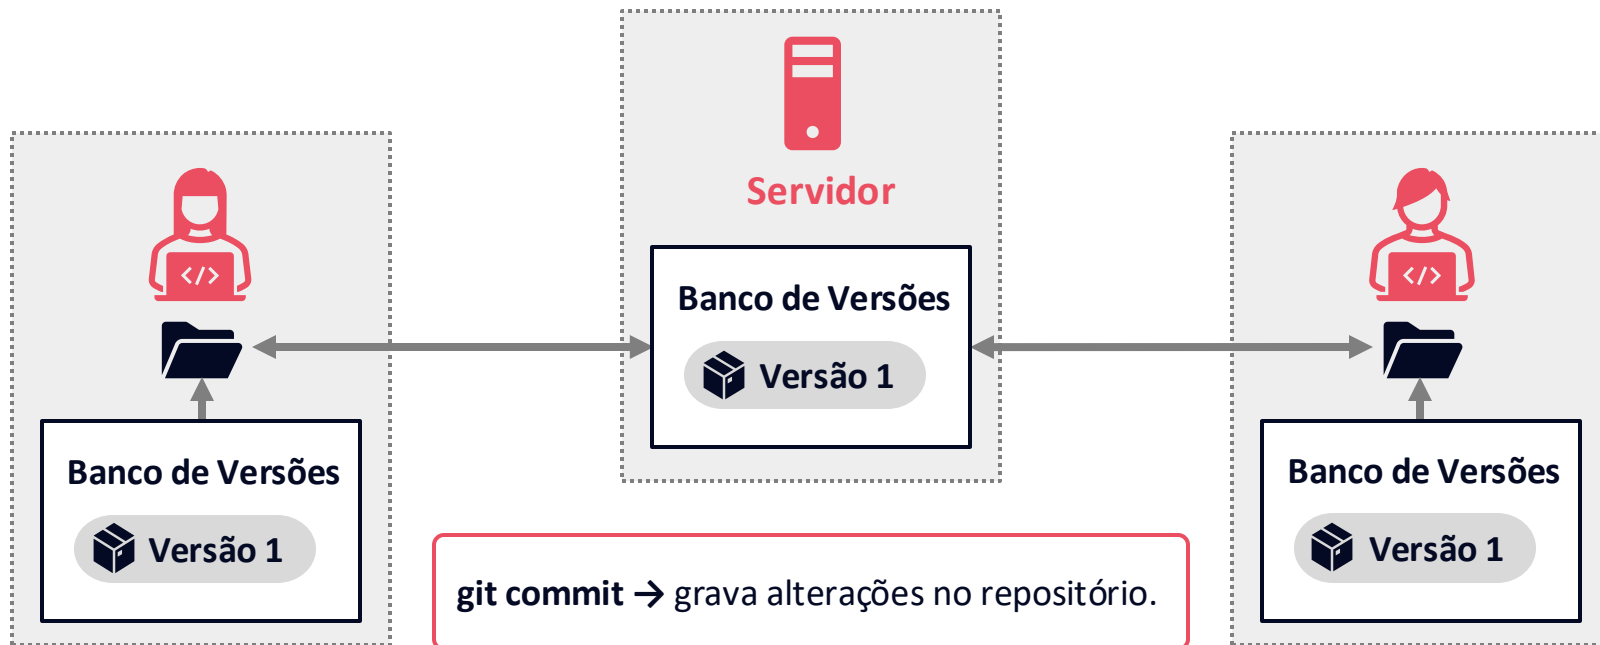 Servidor
Banco de Versões
Versão 1
Banco de Versões
Versão 1
Banco de Versões
Versão 1
git commit → grava alterações no repositório.